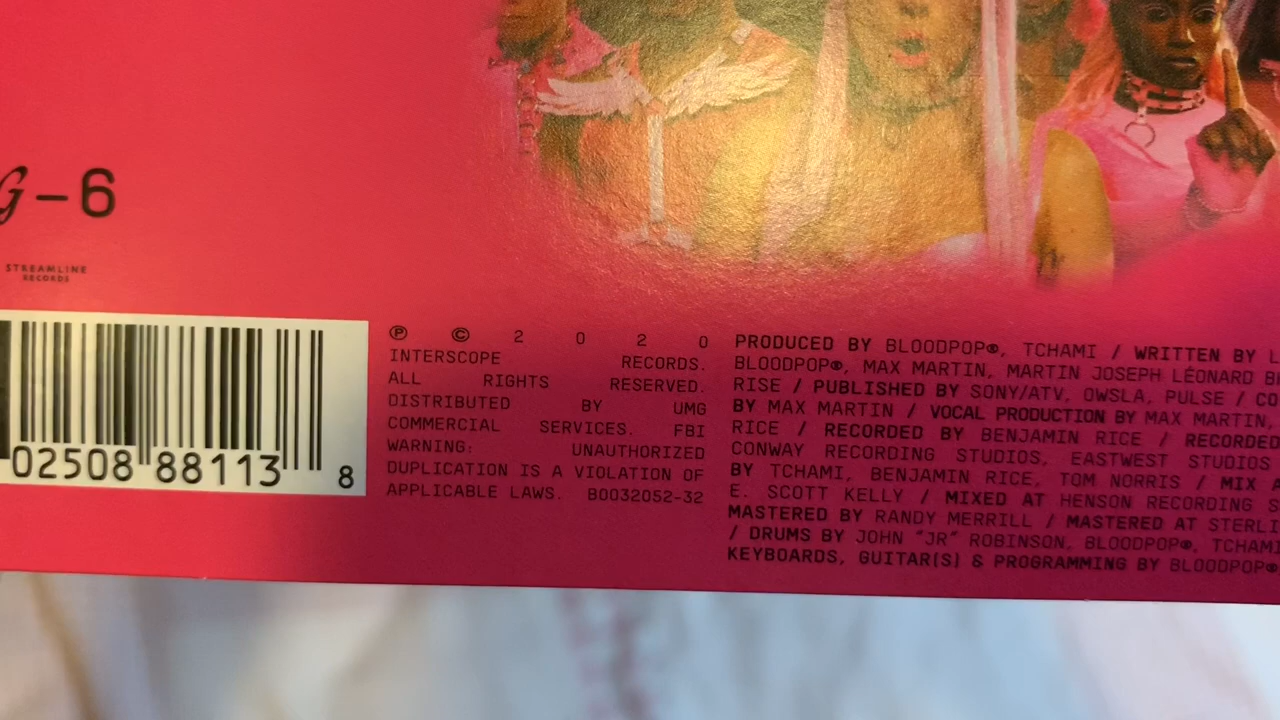 G-6
STREAMLINE
RECORDS
02508 88113 8
℗ © 2 0 2 0
INTERSCOPE RECORDS.
ALL RIGHTS RESERVED.
DISTRIBUTED BY UMG
COMMERCIAL SERVICES. FBI
WARNING: UNAUTHORIZED
DUPLICATION IS A VIOLATION OF
APPLICABLE LAWS. B0032052-32
PRODUCED BY BLOODPOP®, TCHAMI / WRITTEN BY
BLOODPOP®, MAX MARTIN, MARTIN JOSEPH LÉONARD
RISE / PUBLISHED BY SONY/ATV, OWSLA, PULSE /
BY MAX MARTIN / VOCAL PRODUCTION BY MAX MARTIN,
RICE / RECORDED BY BENJAMIN RICE / RECORDED
CONWAY RECORDING STUDIOS, EASTWEST STUDIOS
BY TCHAMI, BENJAMIN RICE, TOM NORRIS / MIX
E. SCOTT KELLY / MIXED AT HENSON RECORDING
MASTERED BY RANDY MERRILL / MASTERED AT
/ DRUMS BY JOHN "JR" ROBINSON, BLOODPOP®, TCHAMI
KEYBOARDS, GUITAR(S) & PROGRAMMING BY BLOODPOP®